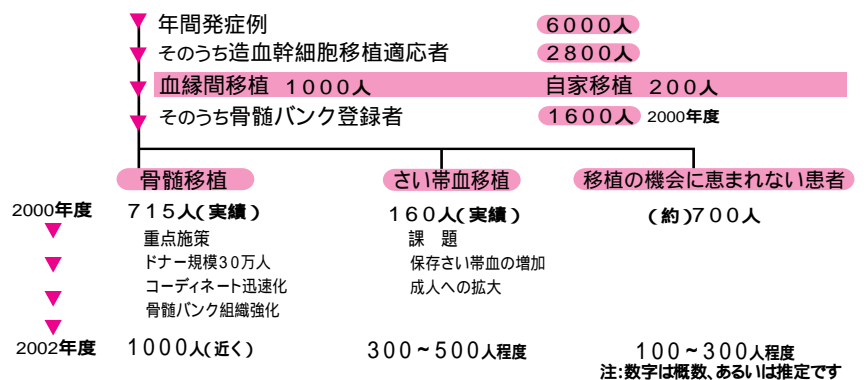 年間発症例 6000人
そのうち造血幹細胞移植適応者 2800人
血縁間移植 1000人 自家移植 200人
そのうち骨髄バンク登録者 1600人 2000年度
骨髄移植 さい帯血移植 移植の機会に恵まれない患者
2000年度 715人(実績) 160人(実績) (約)700人
重点施策 課 題
ドナー規模30万人 保存さい帯血の増加
コーディネート迅速化 成人への拡大
骨髄バンク組織強化
2002年度 1000人(近く) 300~500人程度 100~300人程度
注:数字は概数、あるいは推定です